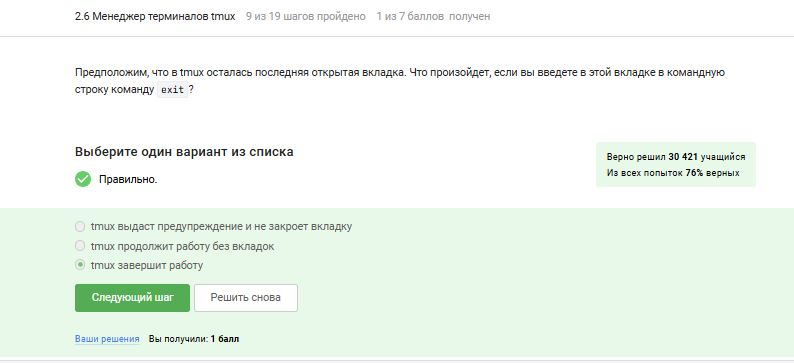 2.6 Менеджер терминалов tmux 9 из 19 шагов пройдено 1 из 7 баллов получен
Предположим, что в tmux осталась последняя открытая вкладка. Что произойдет, если вы введете в этой вкладке в командную
строку команду exit ?
Выберите один вариант из списка
Правильно.
Верно решил 30 421 учащийся
Из всех попыток 76% верных
tmux выдаст предупреждение и не закроет вкладку
tmux продолжит работу без вкладок
tmux завершит работу
Следующий шаг Решить снова
Ваши решения Вы получили: 1 балл